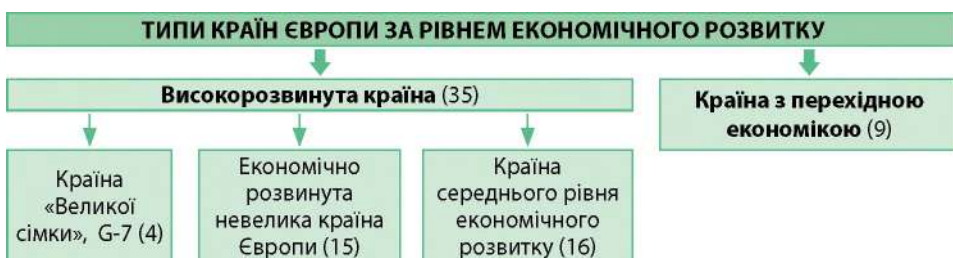 ТИПИ КРАЇН ЄВРОПИ ЗА РІВНЕМ ЕКОНОМІЧНОГО РОЗВИТКУ
Високорозвинута країна (35)
Країна з перехідною
економікою (9)
Країна
«Великої
сімки», G-7 (4)
Економічно
розвинута
невелика країна
Європи (15)
Країна
середнього рівня
економічного
розвитку (16)